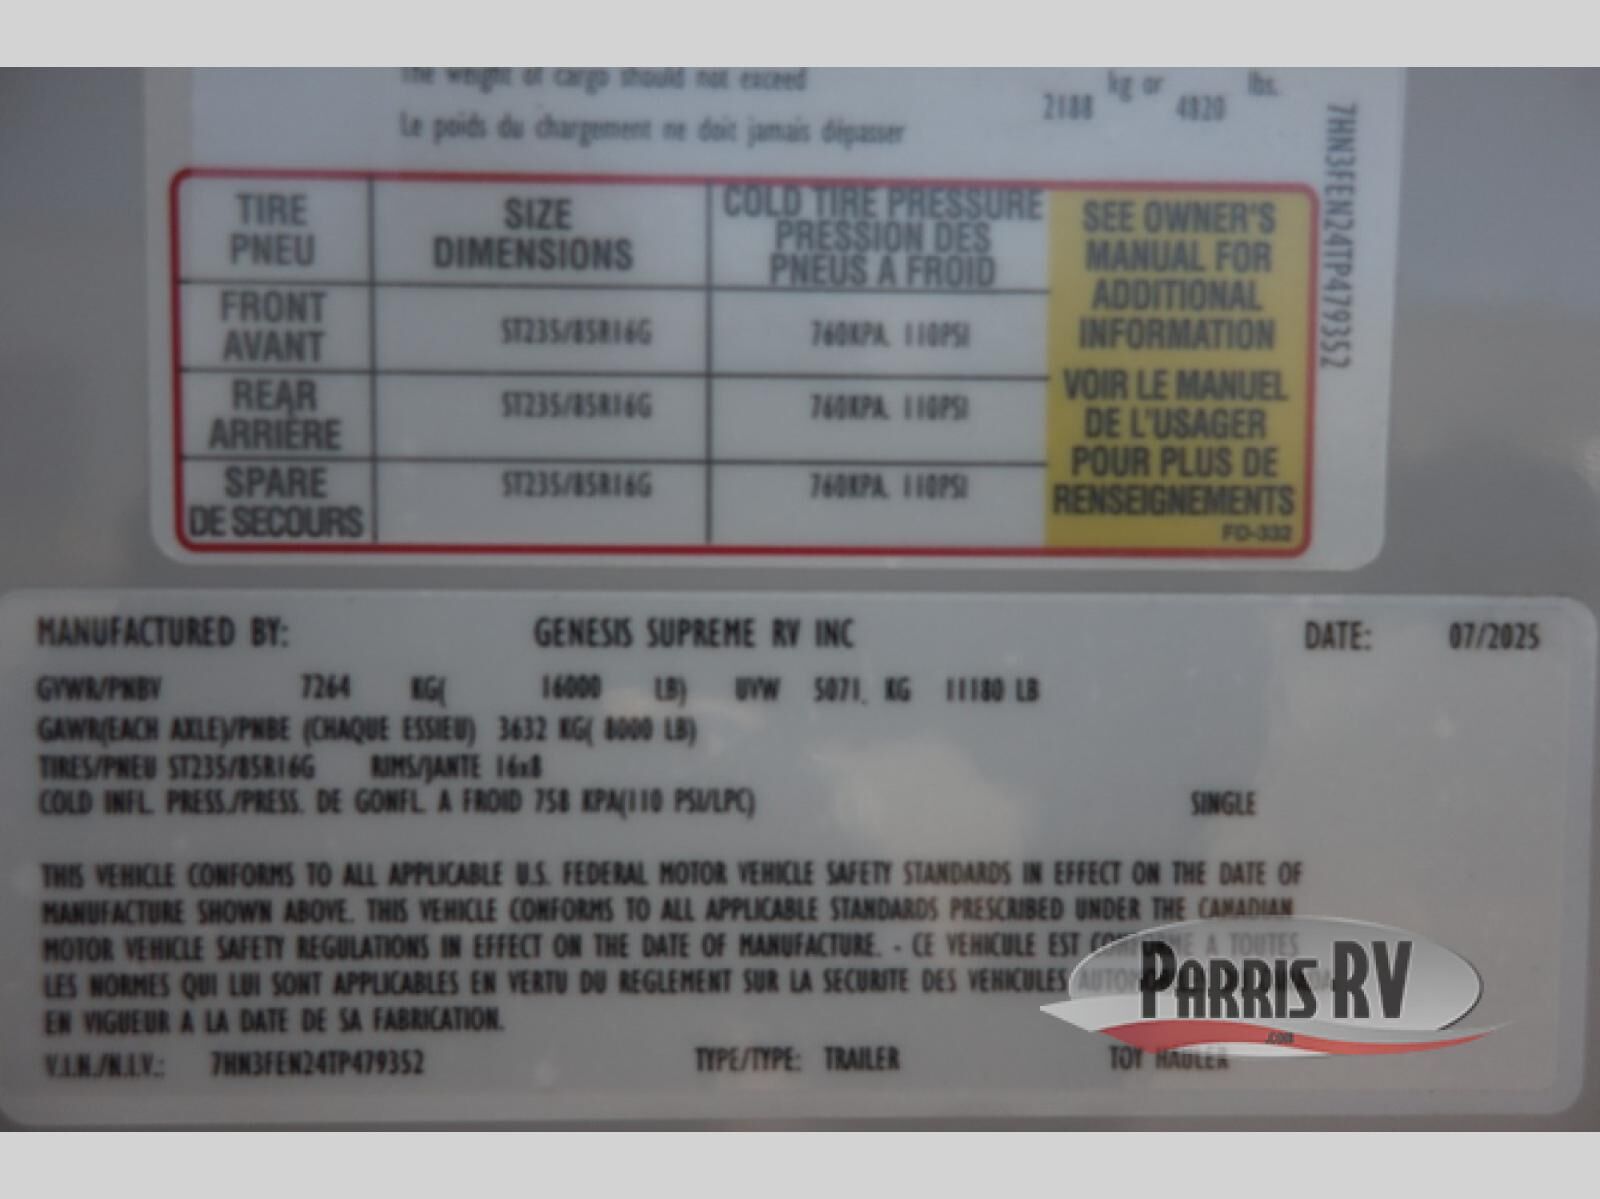 The weight of cargo should not exceed kg or lbs.
2188 4820
Le poids du chargement ne doit jamais dépasser
7HN3FEN24TP479352
TIRE
PNEU
SIZE
DIMENSIONS
COLD TIRE PRESSURE
PRESSION DES
PNEUS A FROID
SEE OWNER'S
MANUAL FOR
ADDITIONAL
INFORMATION
VOIR LE MANUEL
DE L'USAGER
POUR PLUS DE
RENSEIGNEMENTS
FD-332
FRONT
AVANT
ST235/85R16G 760KPA, 110PSI
REAR
ARRIÈRE
ST235/85R16G 760KPA, 110PSI
SPARE
DE SECOURS
ST235/85R16G 760KPA, 110PSI
MANUFACTURED BY: GENESIS SUPREME RV INC DATE: 07/2025
GVWR/PNBV 7264 KG( 16000 LB) UVW 5071. KG 11180 LB
GAWR(EACH AXLE)/PNBE (CHAQUE ESSIEU) 3632 KG( 8000 LB)
TIRES/PNEU ST235/85R16G RIMS/JANTE 16x8
COLD INFL. PRESS./PRESS. DE GONFL. A FROID 758 KPA(110 PSI/LPC) SINGLE
THIS VEHICLE CONFORMS TO ALL APPLICABLE U.S. FEDERAL MOTOR VEHICLE SAFETY STANDARDS IN EFFECT ON THE DATE OF
MANUFACTURE SHOWN ABOVE. THIS VEHICLE CONFORMS TO ALL APPLICABLE STANDARDS PRESCRIBED UNDER THE CANADIAN
MOTOR VEHICLE SAFETY REGULATIONS IN EFFECT ON THE DATE OF MANUFACTURE. - CE VEHICULE EST CONFORME A TOUTES
LES NORMES QUI LUI SONT APPLICABLES EN VERTU DU REGLEMENT SUR LA SECURITE DES VEHICULES
EN VIGUEUR A LA DATE DE SA FABRICATION.
V.I.N./N.I.V.: 7HN3FEN24TP479352 TYPE/TYPE: TRAILER TOY HAULER
PARRIS RV
.COM